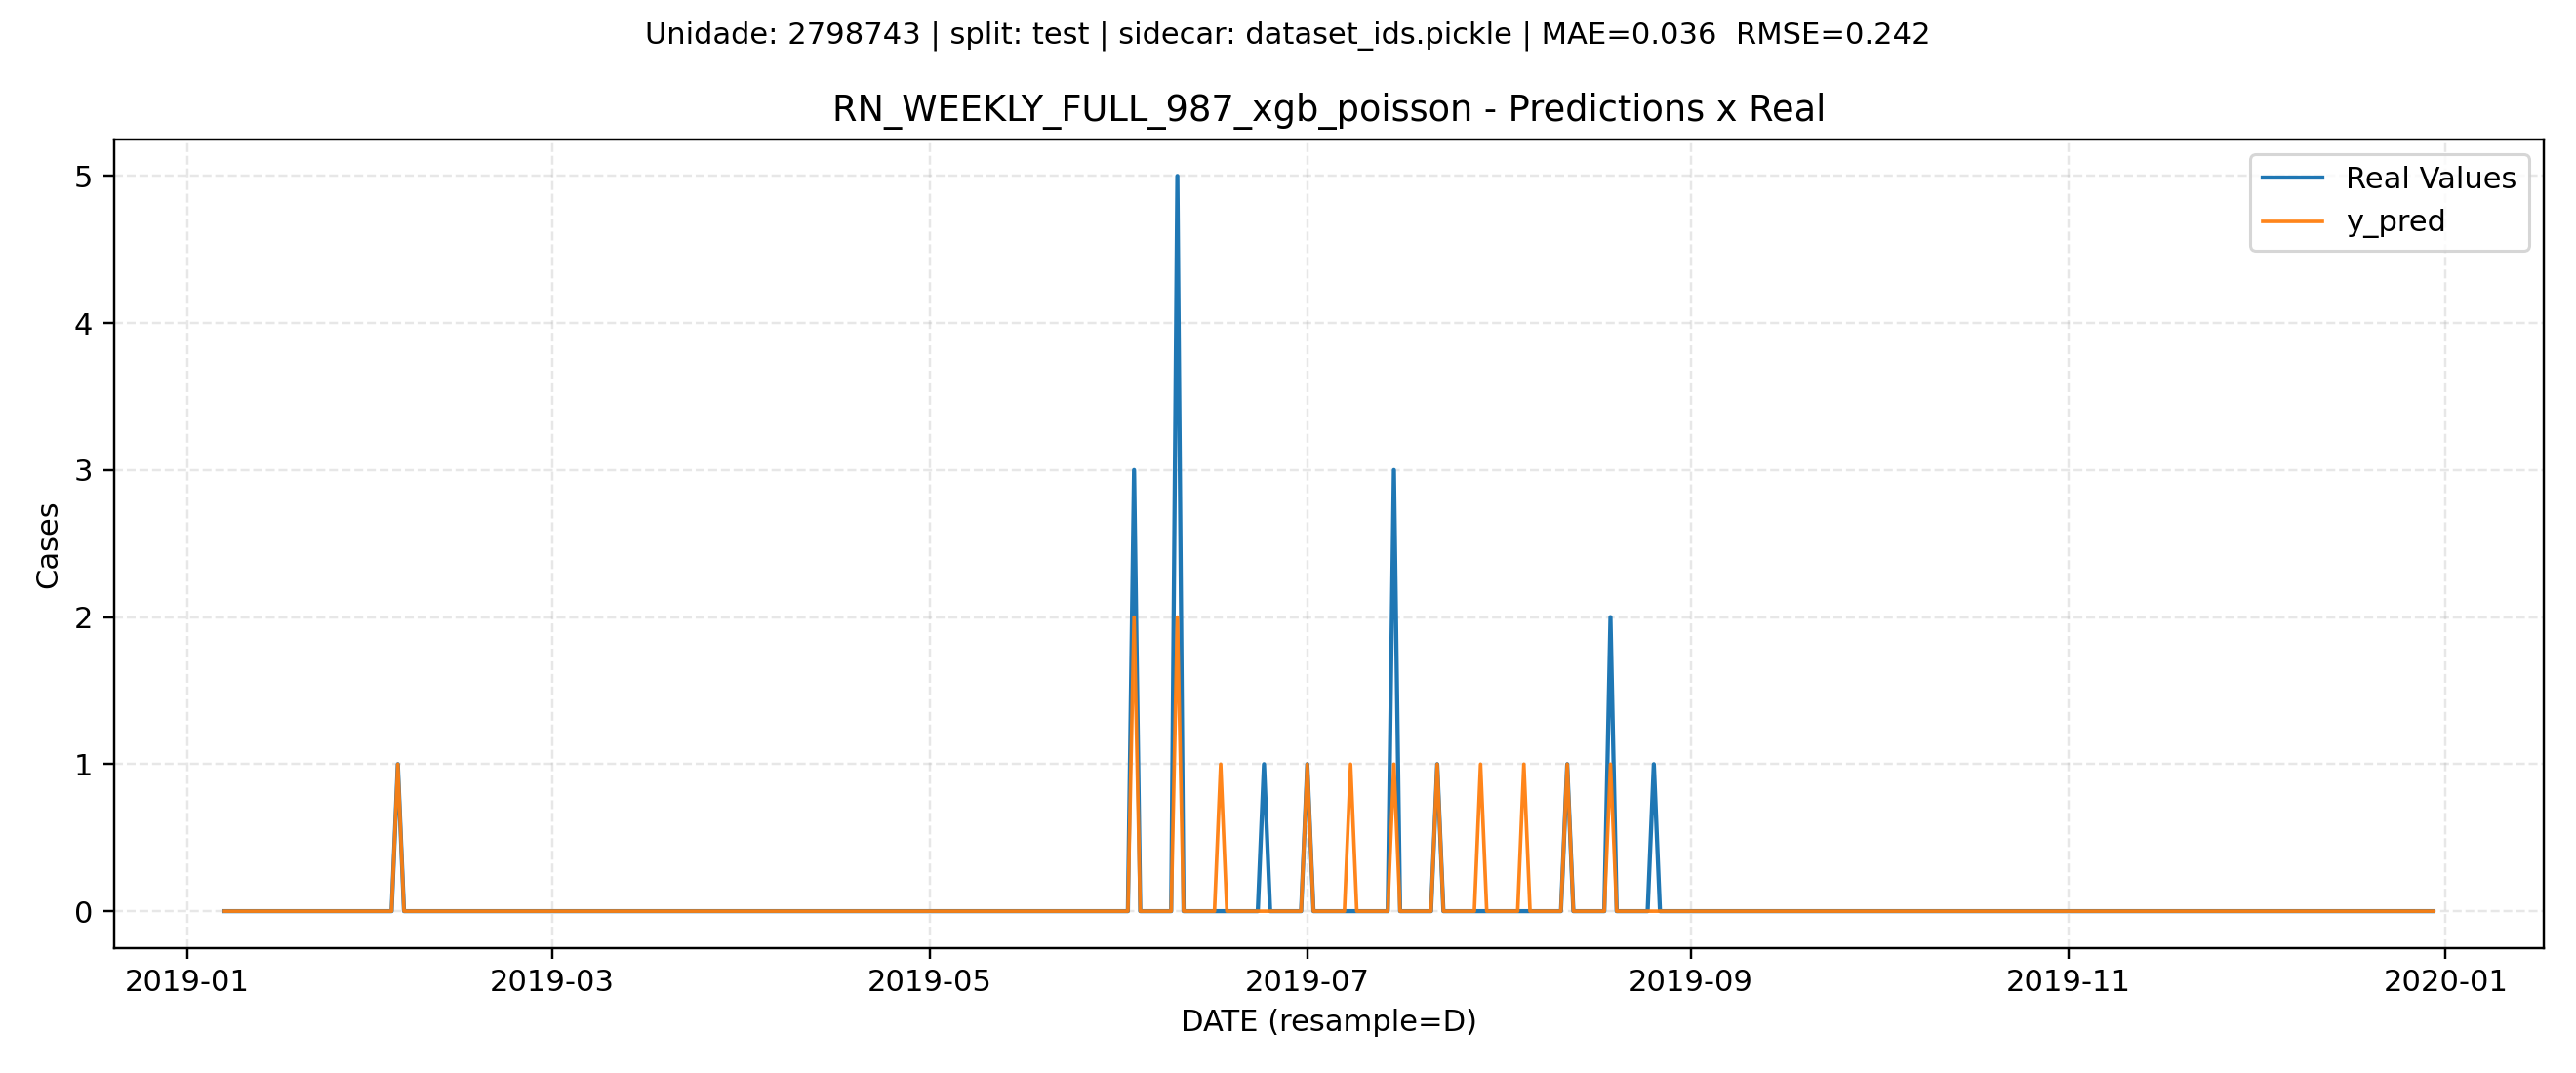 Unidade: 2798743 | split: test | sidecar: dataset_ids.pickle | MAE=0.036  RMSE=0.242
RN_WEEKLY_FULL_987_xgb_poisson - Predictions x Real
Real Values
y_pred
5
4
3
2
1
0
Cases
2019-01
2019-03
2019-05
2019-07
2019-09
2019-11
2020-01
DATE (resample=D)